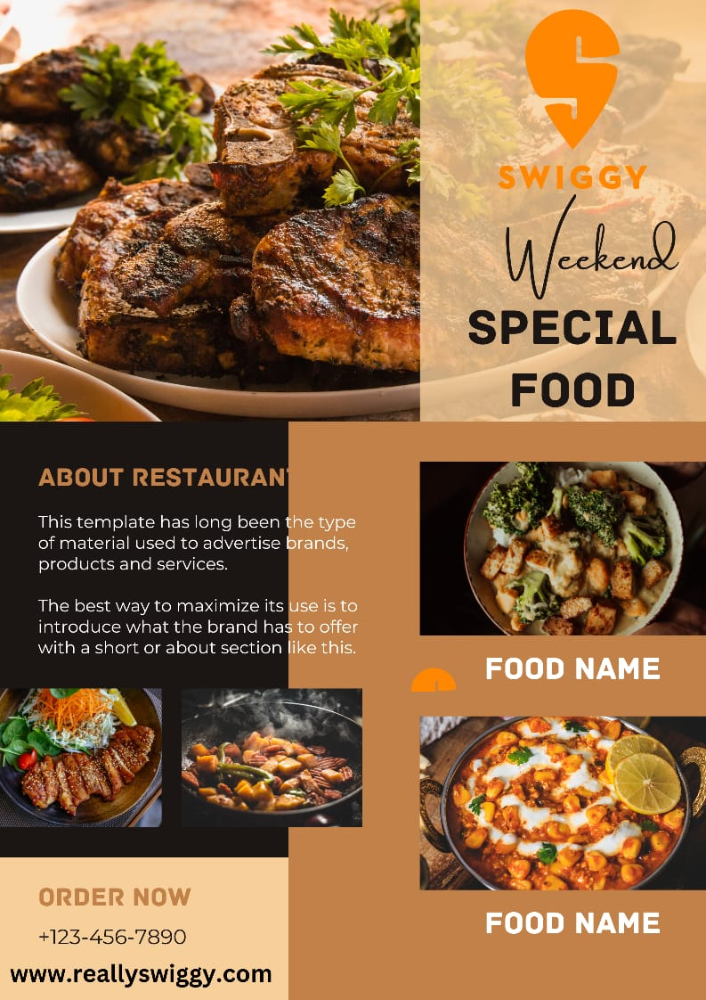 SWIGGY
Weekend
SPECIAL
FOOD
ABOUT RESTAURANT
This template has long been the type
of material used to advertise brands,
products and services.
The best way to maximize its use is to
introduce what the brand has to offer
with a short or about section like this.
FOOD NAME
FOOD NAME
ORDER NOW
+123-456-7890
www.reallyswiggy.com